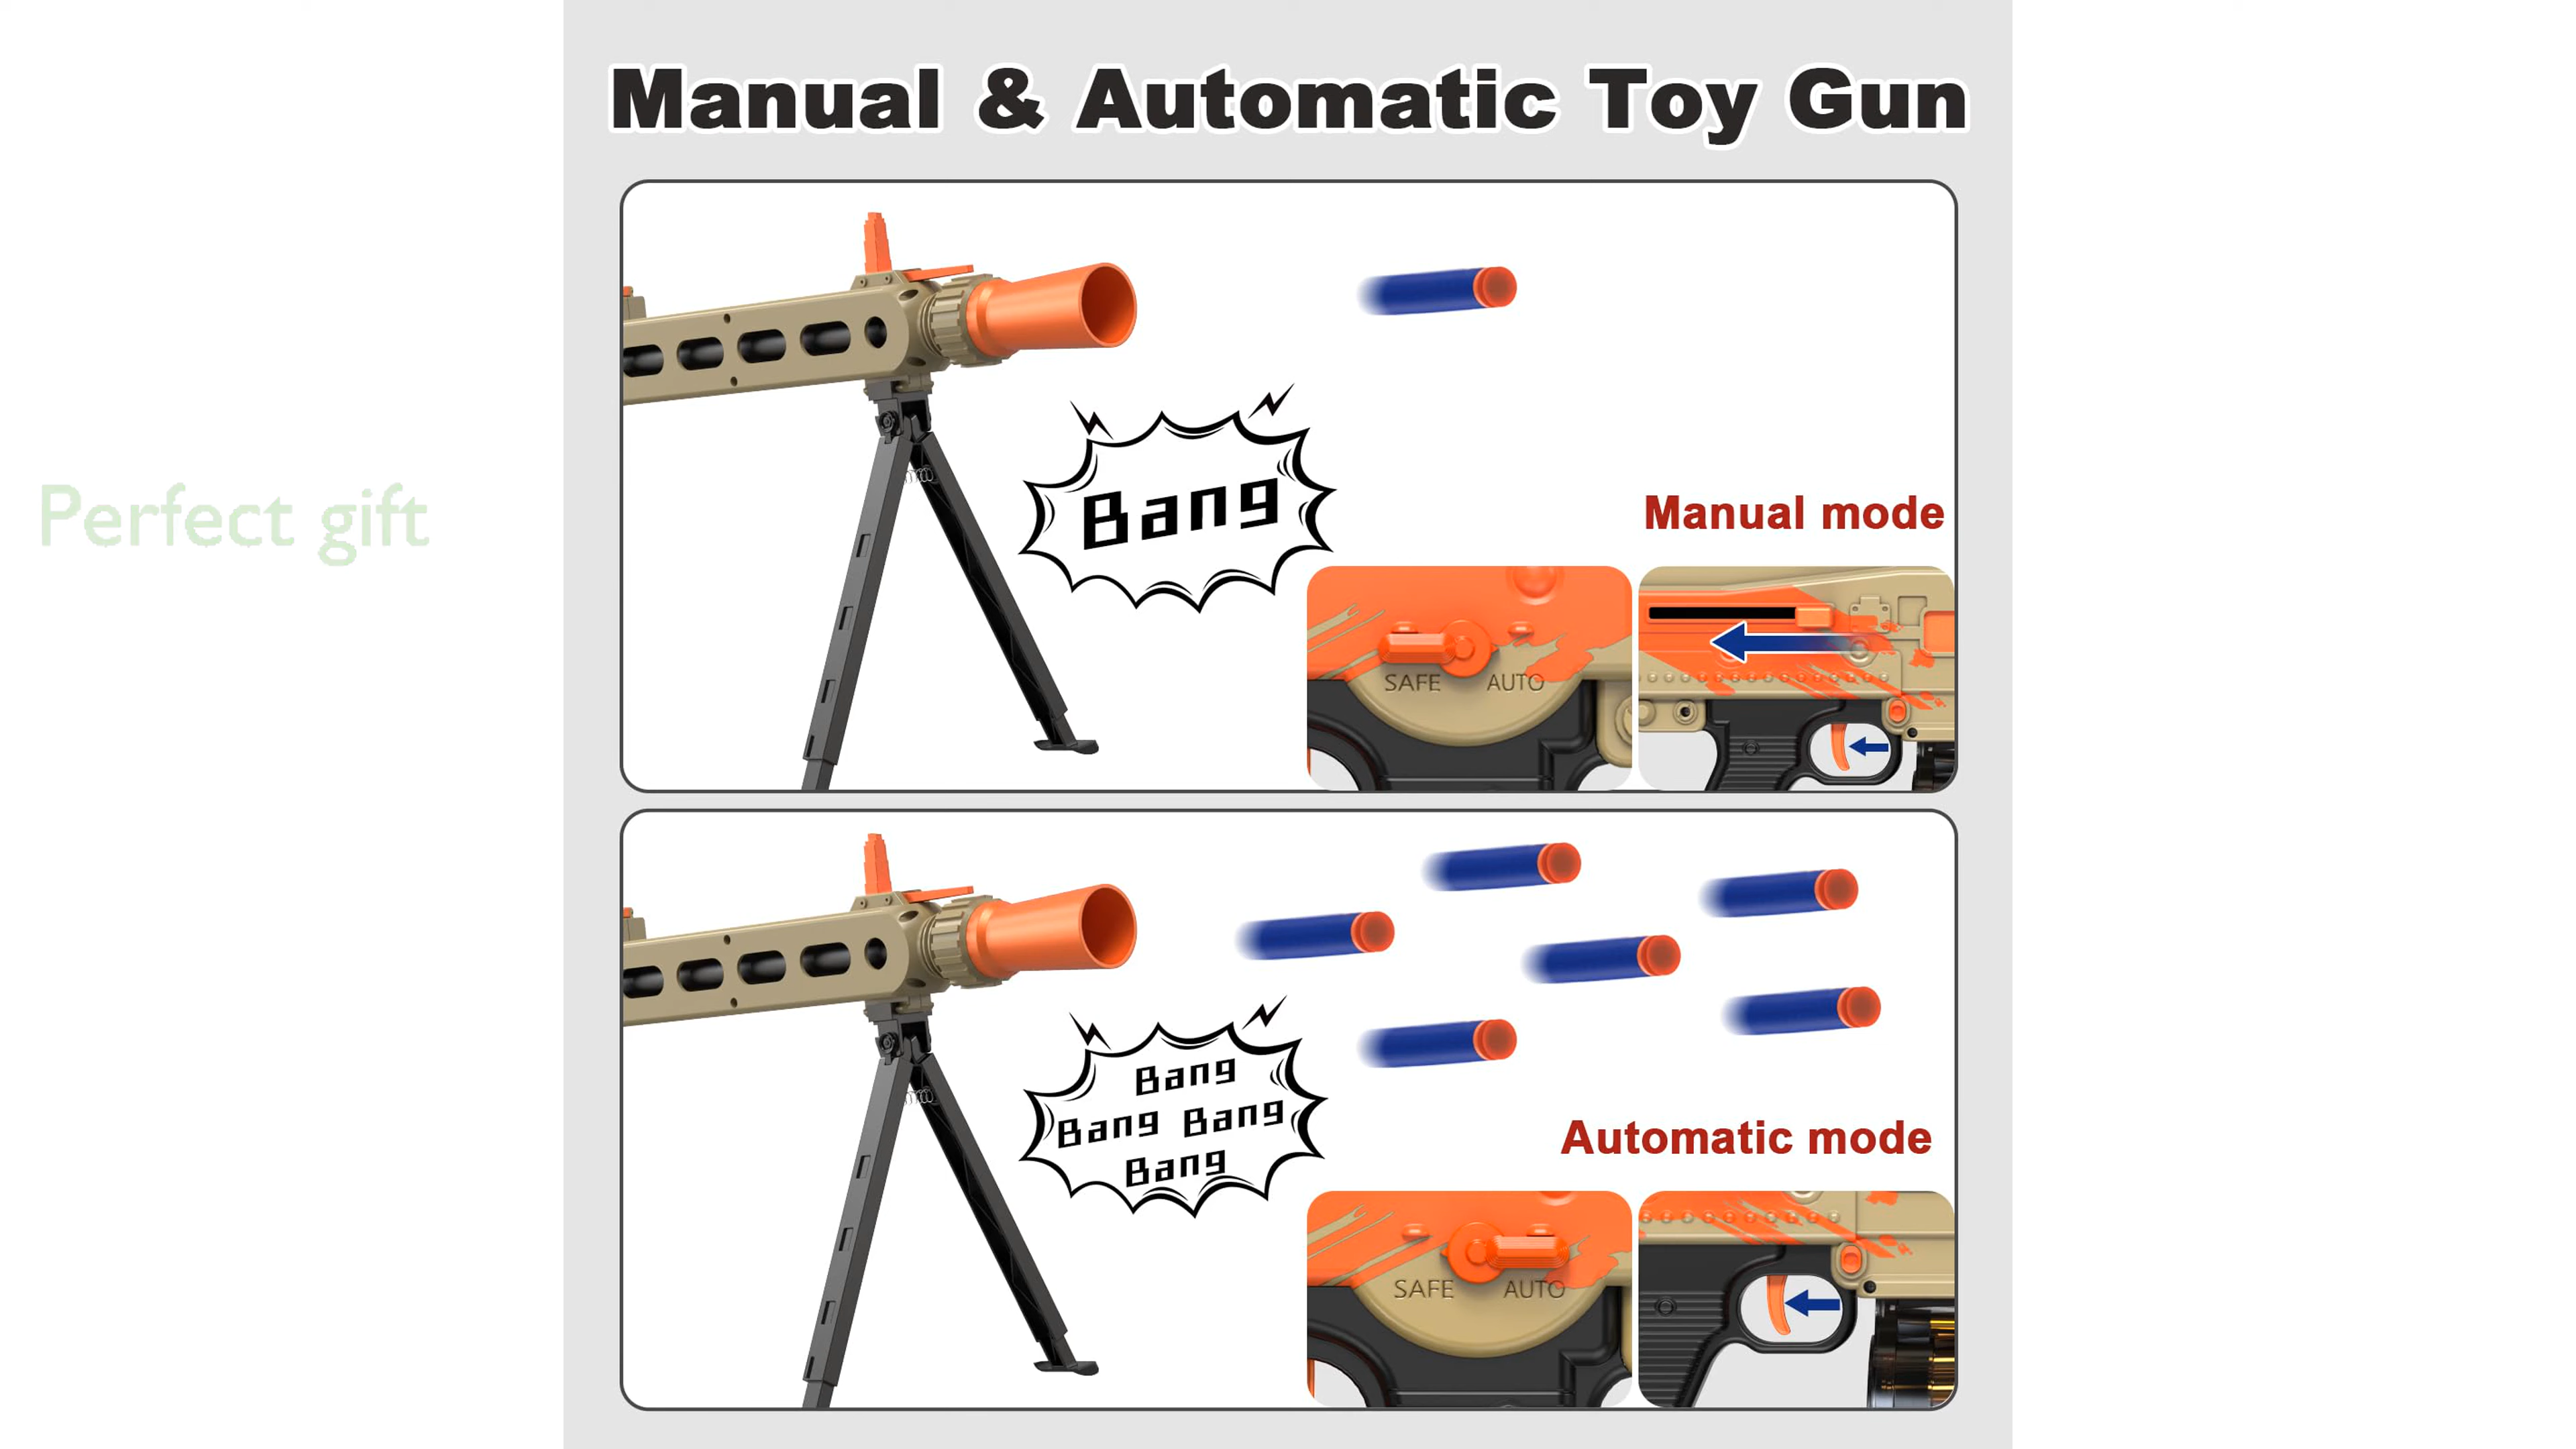 Manual & Automatic Toy Gun
Perfect gift
Bang
Manual mode
SAFE AUTO
Bang
Bang Bang
Bang
Automatic mode
SAFE AUTO